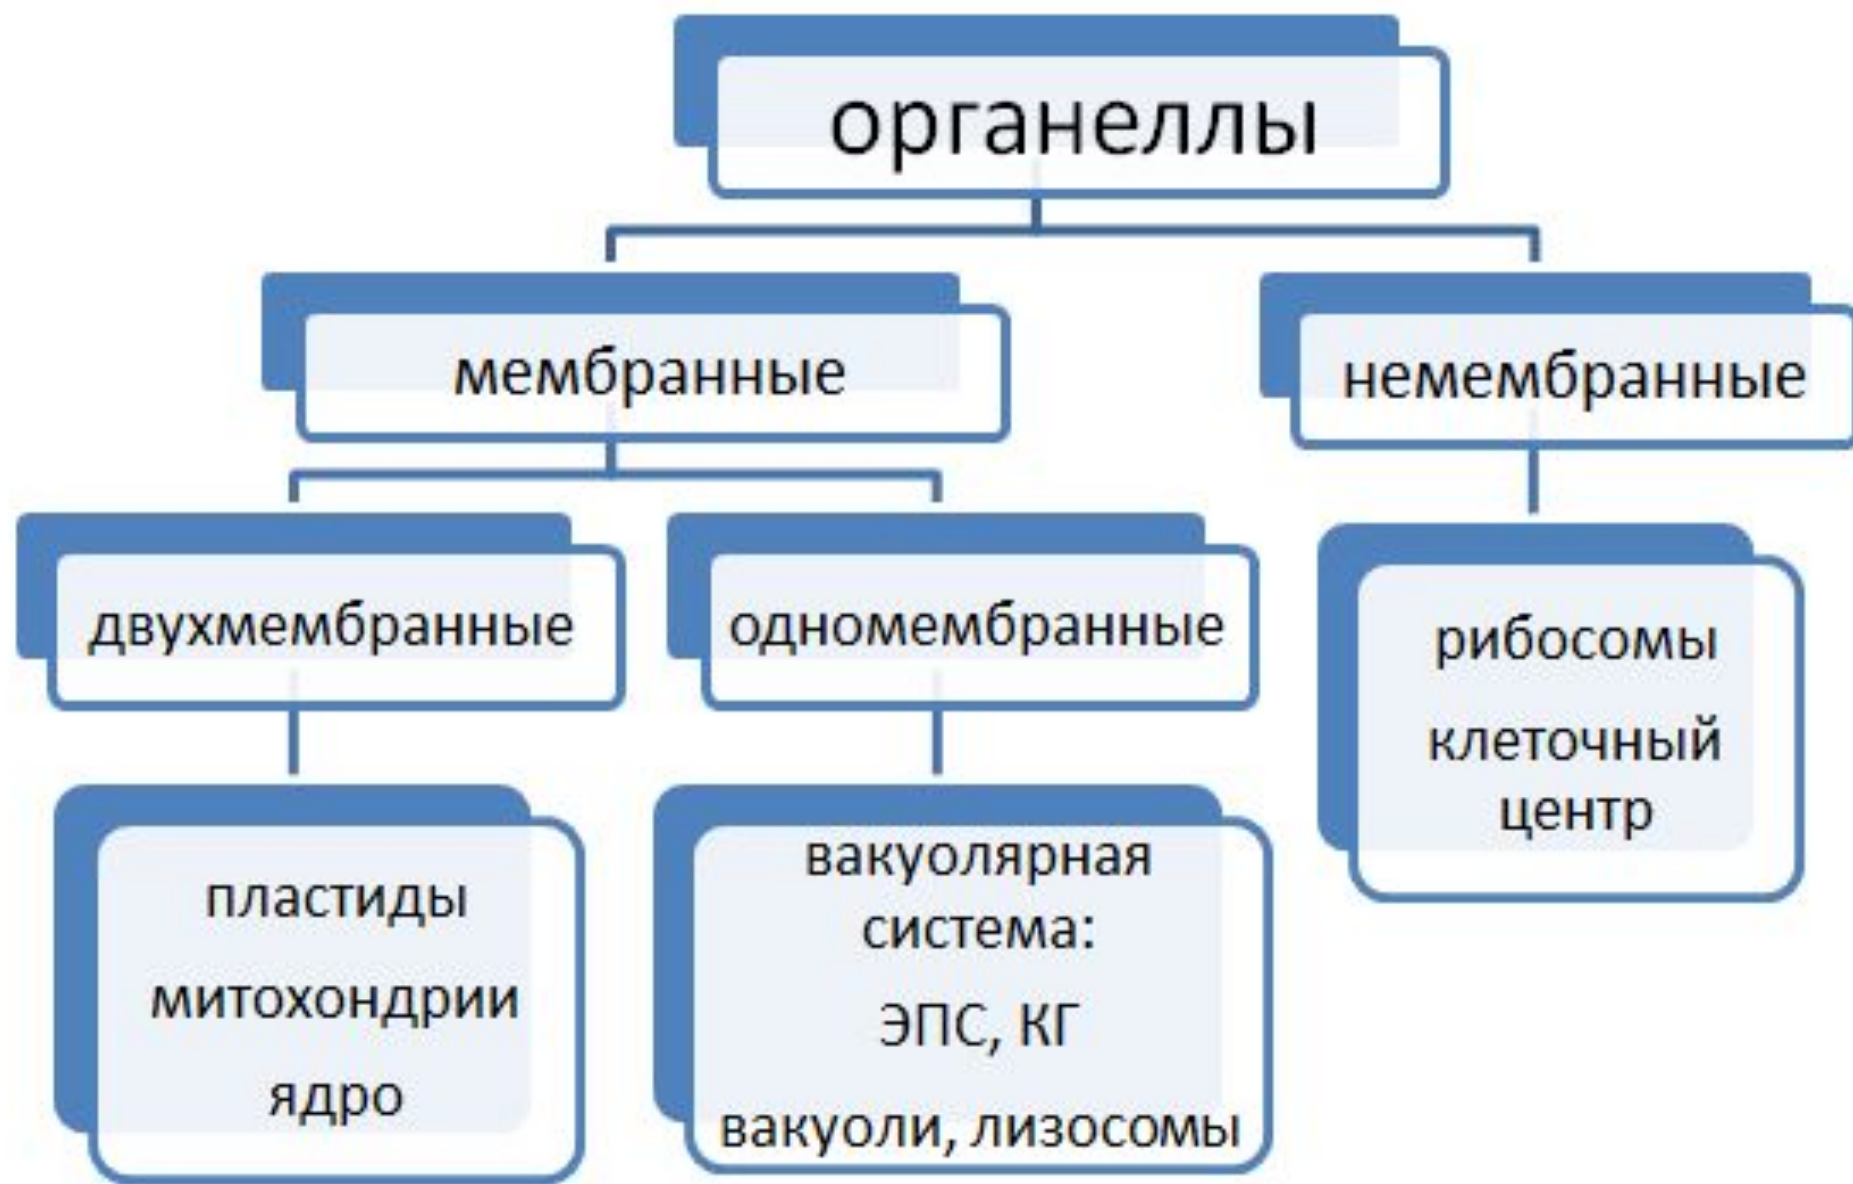 органеллы
мембранные
немембранные
двухмембранные
одномембранные
рибосомы
клеточный
центр
пластиды
митохондрии
ядро
вакуолярная
система:
ЭПС, КГ
вакуоли, лизосомы